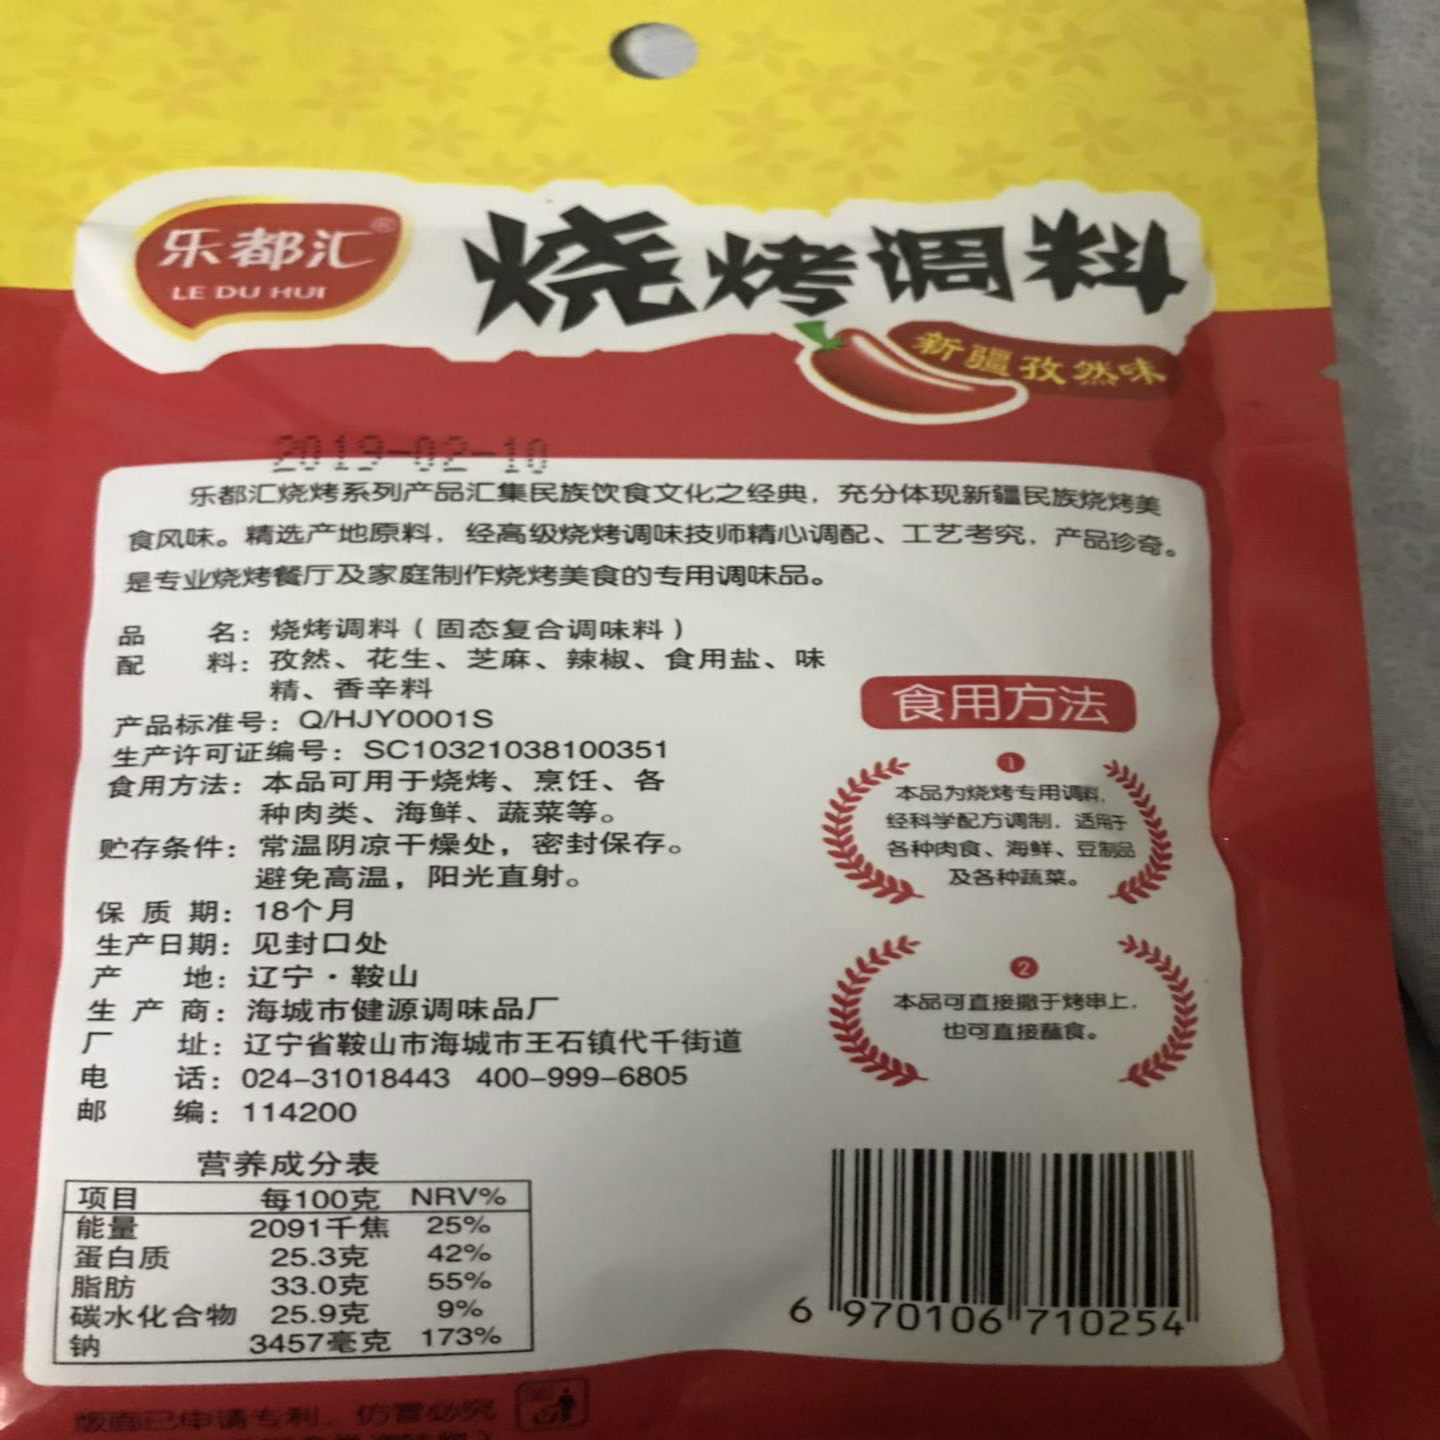 乐都汇®
LE DU HUI
烧烤调料
新疆孜然味
2019-02-10
乐都汇烧烤系列产品汇集民族饮食文化之经典，充分体现新疆民族烧烤美
食风味。精选产地原料，经高级烧烤调味技师精心调配、工艺考究，产品珍奇。
是专业烧烤餐厅及家庭制作烧烤美食的专用调味品。
品名：烧烤调料（固态复合调味料）
配料：孜然、花生、芝麻、辣椒、食用盐、味
精、香辛料
产品标准号：Q/HJY0001S
生产许可证编号：SC10321038100351
食用方法：本品可用于烧烤、烹饪、各
种肉类、海鲜、蔬菜等。
贮存条件：常温阴凉干燥处，密封保存。
避免高温，阳光直射。
保质期：18个月
生产日期：见封口处
产地：辽宁·鞍山
生产商：海城市健源调味品厂
厂址：辽宁省鞍山市海城市王石镇代千街道
电话：024-31018443 400-999-6805
邮编：114200
食用方法
1
本品为烧烤专用调料，
经科学配方调制，适用于
各种肉食、海鲜、豆制品
及各种蔬菜。
2
本品可直接撒于烤串上，
也可直接蘸食。
营养成分表
项目 每100克 NRV%
能量 2091千焦 25%
蛋白质 25.3克 42%
脂肪 33.0克 55%
碳水化合物 25.9克 9%
钠 3457毫克 173%
6 970106 710254
版面已申请专利，仿冒必究